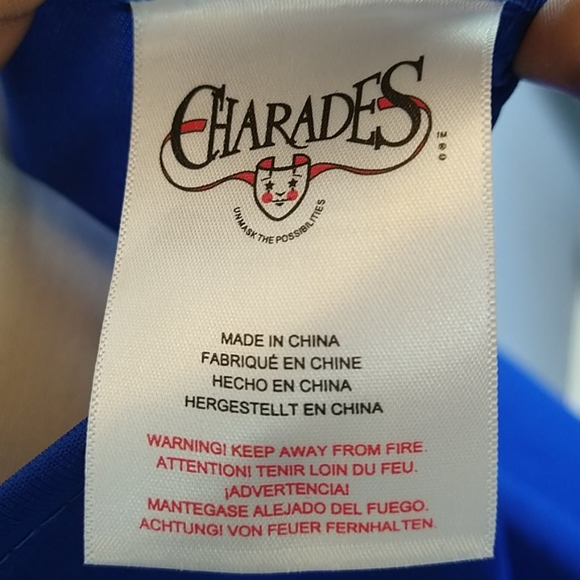 CHARADES
™
®
©
UNMASK THE POSSIBILITIES
MADE IN CHINA
FABRIQUÉ EN CHINE
HECHO EN CHINA
HERGESTELLT EN CHINA
WARNING! KEEP AWAY FROM FIRE.
ATTENTION! TENIR LOIN DU FEU.
¡ADVERTENCIA!
MANTEGASE ALEJADO DEL FUEGO.
ACHTUNG! VON FEUER FERNHALTEN.